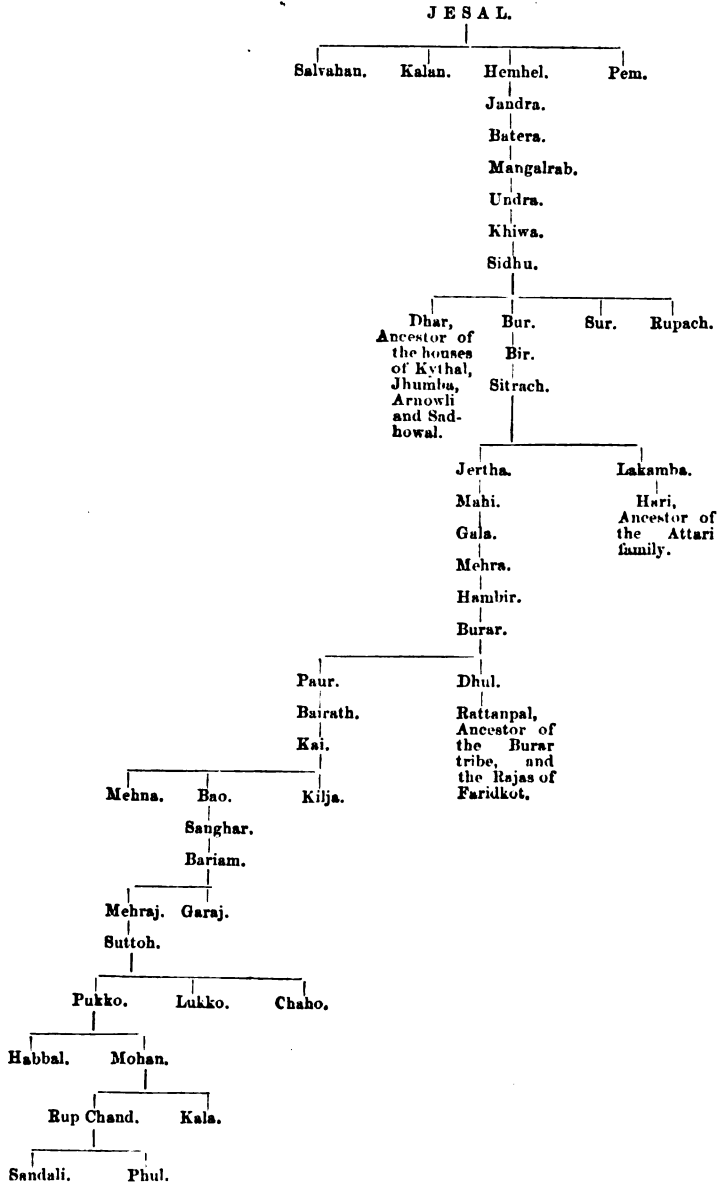 JESAL.
Salvahan. Kalan. Hemhel. Pem.
Jandra.
Batera.
Mangalrab.
Undra.
Khiwa.
Sidhu.
Dhar, Bur. Sur. Rupach.
Ancestor of
the houses
of Kythal,
Jhumba,
Arnowli
and Sad-
howal.
Bir.
Sitrach.
Jertha. Lakamba.
Mahi.
Gala.
Mehra.
Hambir.
Burar.
Hari,
Ancestor of
the Attari
family.
Paur. Dhul.
Bairath.
Kai.
Rattanpal,
Ancestor of
the Burar
tribe, and
the Rajas of
Faridkot.
Mehna. Bao. Kilja.
Sanghar.
Bariam.
Mehraj. Garaj.
Suttoh.
Pukko. Lukko. Chaho.
Habbal. Mohan.
Rup Chand. Kala.
Sandali. Phul.